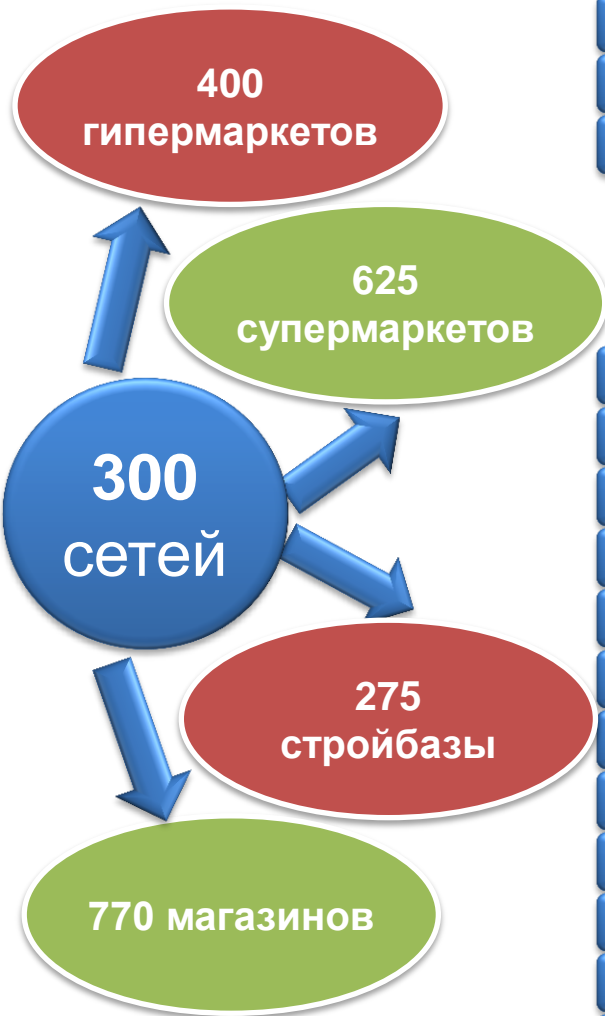 400
гипермаркетов
625
супермаркетов
300
сетей
275
стройбазы
770 магазинов